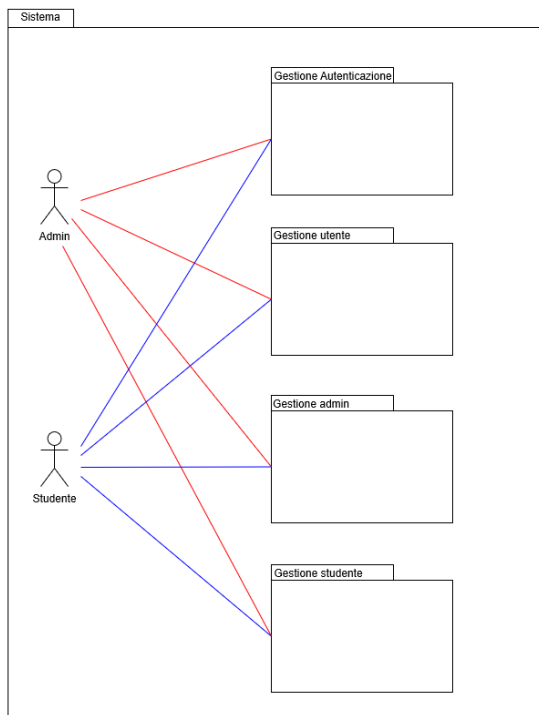 Sistema
Gestione Autenticazione
Admin
Gestione utente
Gestione admin
Studente
Gestione studente